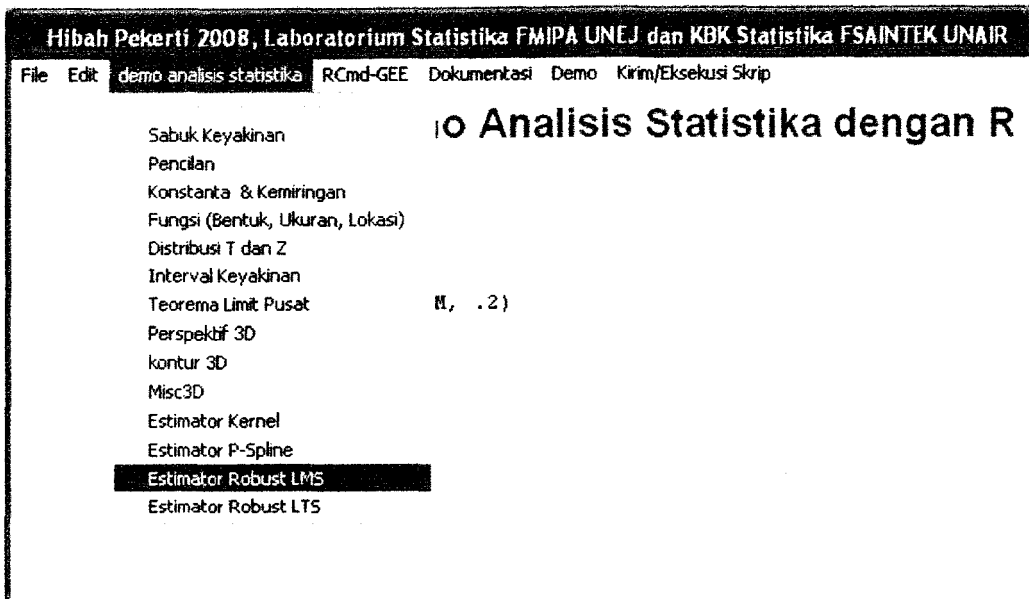 Hibah Pekerti 2008, Laboratorium Statistika FMIPA UNEJ dan KBK Statistika FSAINTEK UNAIR
File Edit demo analisis statistika RCmd-GEE Dokumentasi Demo Kirim/Eksekusi Skrip
o Analisis Statistika dengan R
Sabuk Keyakinan
Pencilan
Konstanta & Kemiringan
Fungsi (Bentuk, Ukuran, Lokasi)
Distribusi T dan Z
Interval Keyakinan
Teorema Limit Pusat M, .2)
Perspektif 3D
kontur 3D
Misc3D
Estimator Kernel
Estimator P-Spline
Estimator Robust LMS
Estimator Robust LTS